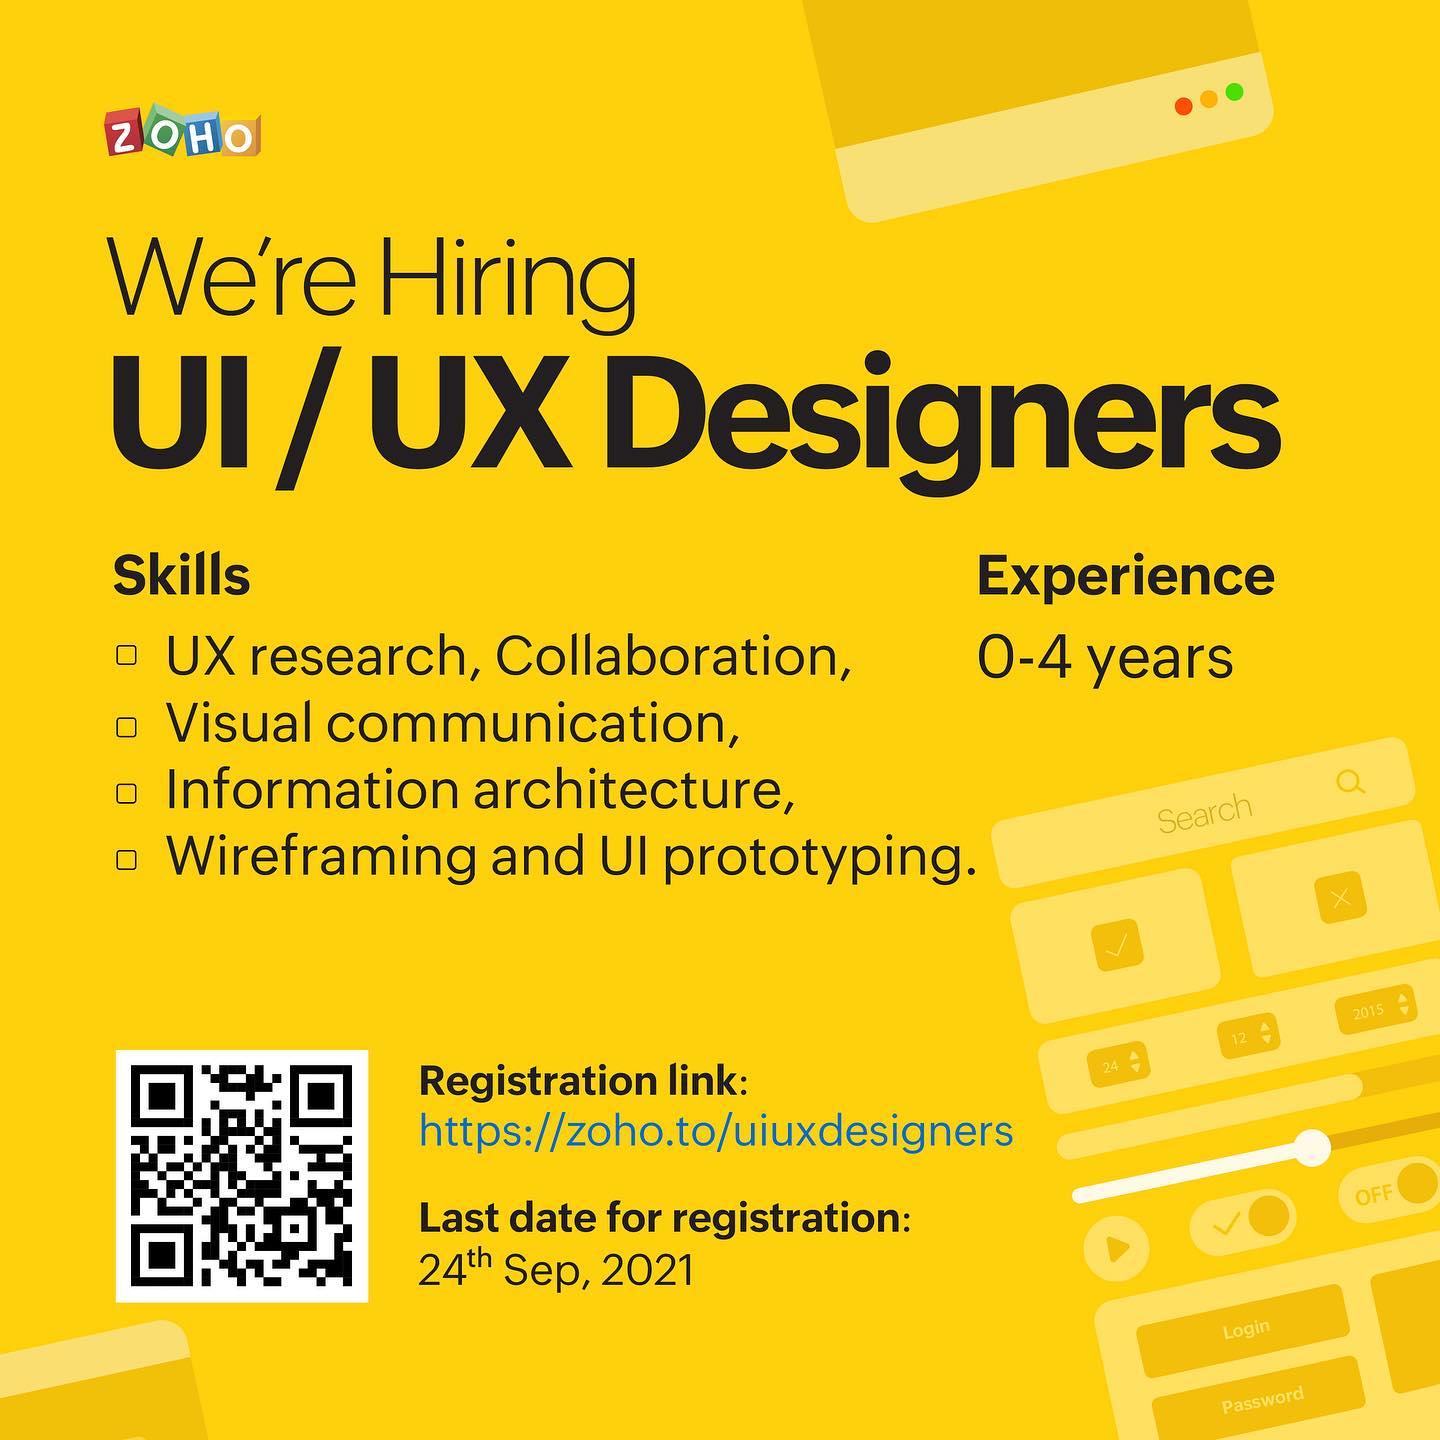 ZOHO
We’re Hiring
UI / UX Designers
Skills
UX research, Collaboration,
Visual communication,
Information architecture,
Wireframing and UI prototyping.
Experience
0-4 years
Search
24
12
2015
OFF
Login
Password
Registration link:
https://zoho.to/uiuxdesigners
Last date for registration:
24th Sep, 2021